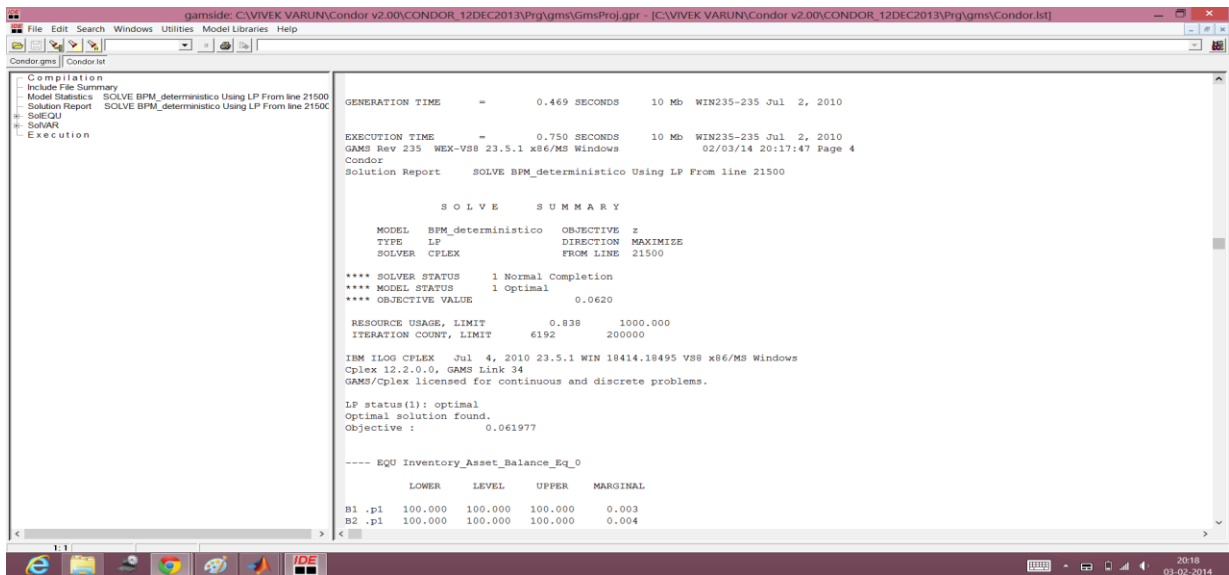 gamside: C:\VIVEK VARUN\Condor v2.00\CONDOR_12DEC2013\Prg\gms\GmsProj.gpr - [C:\VIVEK VARUN\Condor v2.00\CONDOR_12DEC2013\Prg\gms\Condor.lst]
File Edit Search Windows Utilities Model Libraries Help
Condor.gms Condor.lst
Compilation
Include File Summary
Model Statistics SOLVE BPM_deterministico Using LP From line 21500
Solution Report SOLVE BPM_deterministico Using LP From line 2150
SolEQU
SolVAR
Execution
GENERATION TIME = 0.469 SECONDS 10 Mb WIN235-235 Jul 2, 2010
EXECUTION TIME = 0.750 SECONDS 10 Mb WIN235-235 Jul 2, 2010
GAMS Rev 235 WEX-VS8 23.5.1 x86/MS Windows 02/03/14 20:17:47 Page 4
Condor
Solution Report SOLVE BPM_deterministico Using LP From line 21500
S O L V E S U M M A R Y
MODEL BPM_deterministico OBJECTIVE z
TYPE LP DIRECTION MAXIMIZE
SOLVER CPLEX FROM LINE 21500
**** SOLVER STATUS 1 Normal Completion
**** MODEL STATUS 1 Optimal
**** OBJECTIVE VALUE 0.0620
RESOURCE USAGE, LIMIT 0.838 1000.000
ITERATION COUNT, LIMIT 6192 200000
IBM ILOG CPLEX Jul 4, 2010 23.5.1 WIN 18414.18495 VS8 x86/MS Windows
Cplex 12.2.0.0, GAMS Link 34
GAMS/Cplex licensed for continuous and discrete problems.
LP status(1): optimal
Optimal solution found.
Objective : 0.061977
---- EQU Inventory_Asset_Balance_Eq_0
LOWER LEVEL UPPER MARGINAL
B1 .p1 100.000 100.000 100.000 0.003
B2 .p1 100.000 100.000 100.000 0.004
1: 1
IDE
20:18
03-02-2014